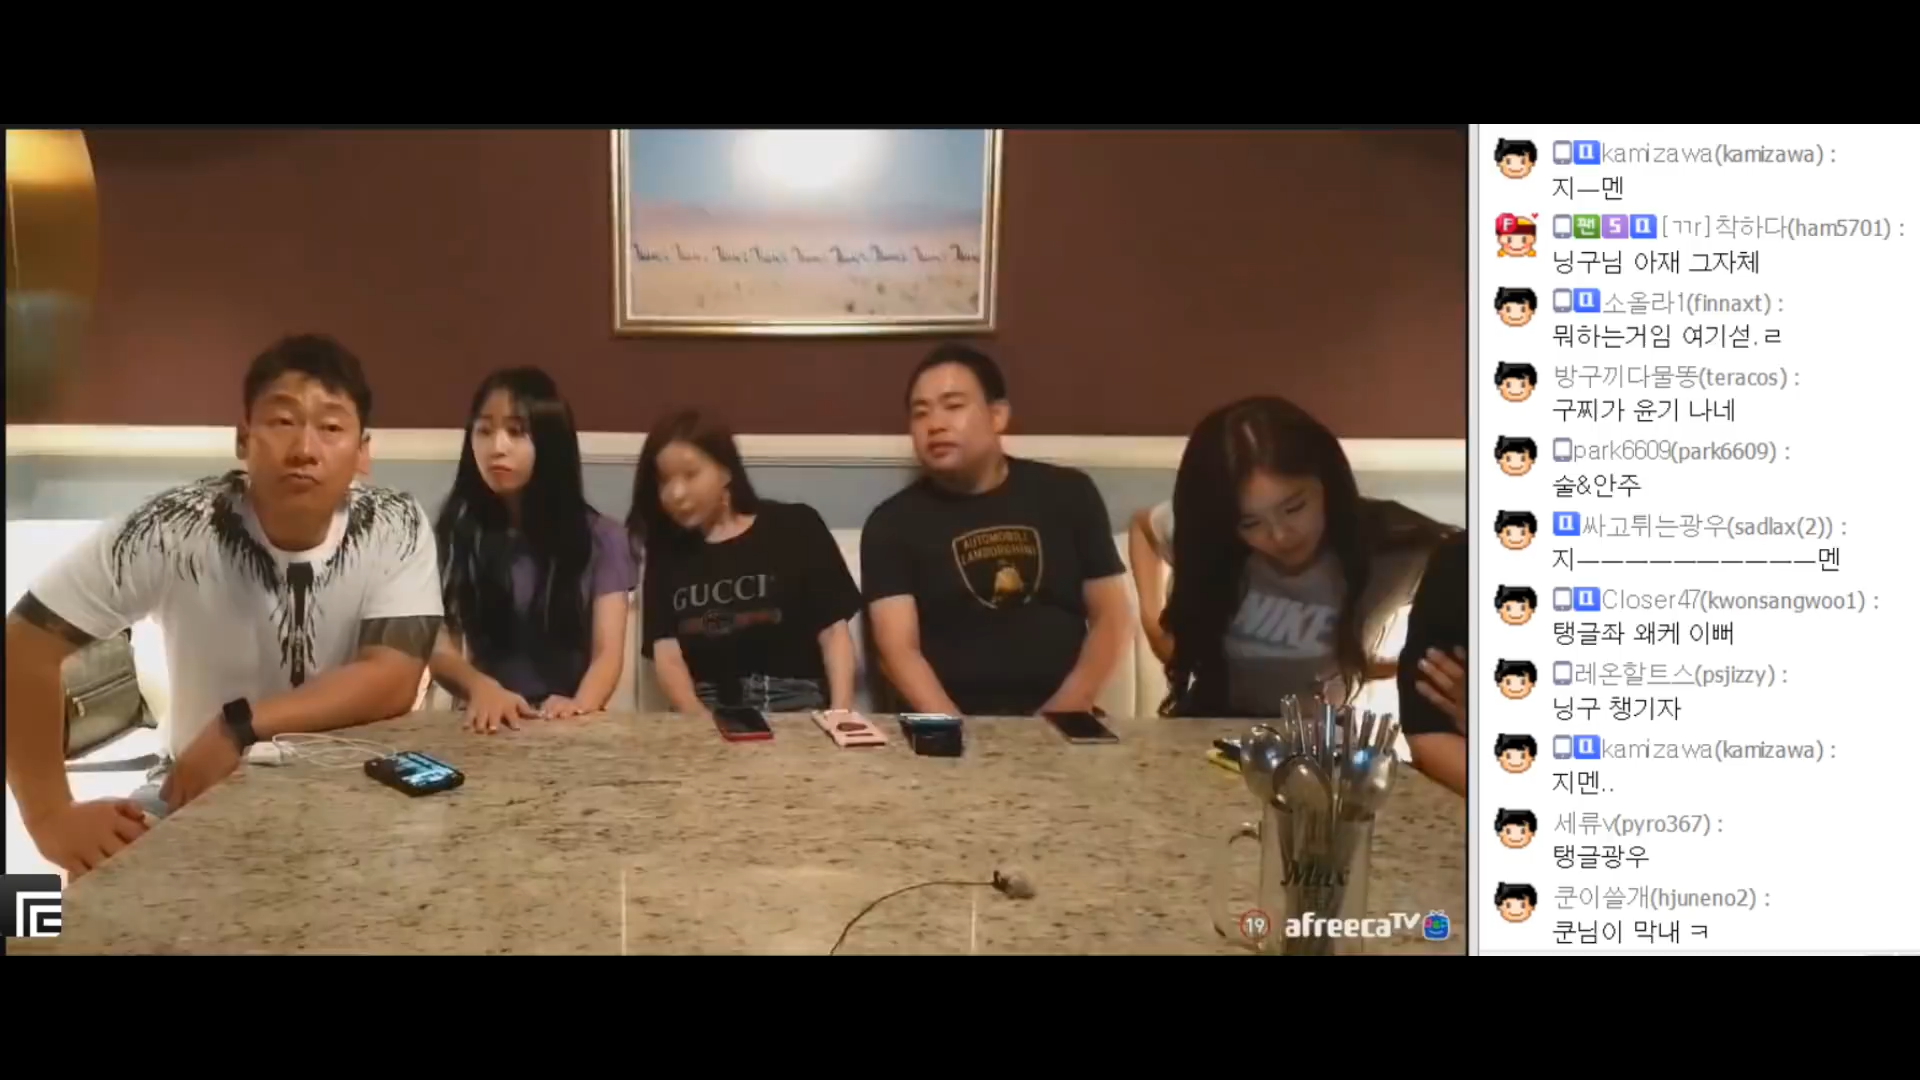 GUCCI
AUTOMOBILI
LAMBORGHINI
NIKE
Max
19 afreecaTV
kamizawa(kamizawa) :
지—멘
[ㄲr]착하다(ham5701) :
닝구님 아재 그자체
소올라1(finnaxt) :
뭐하는거임 여기섣.ㄹ
방구끼다물똥(teracos) :
구찌가 윤기 나네
park6609(park6609) :
술&안주
싸고튀는광우(sadlax(2)) :
지——————————멘
Closer47(kwonsangwoo1) :
탱글좌 왜케 이뻐
레온할트스(psjizzy) :
닝구 챙기자
kamizawa(kamizawa) :
지멘..
세류v(pyro367) :
탱글광우
쿤이쓸개(hjuneno2) :
쿤님이 막내 ㅋ